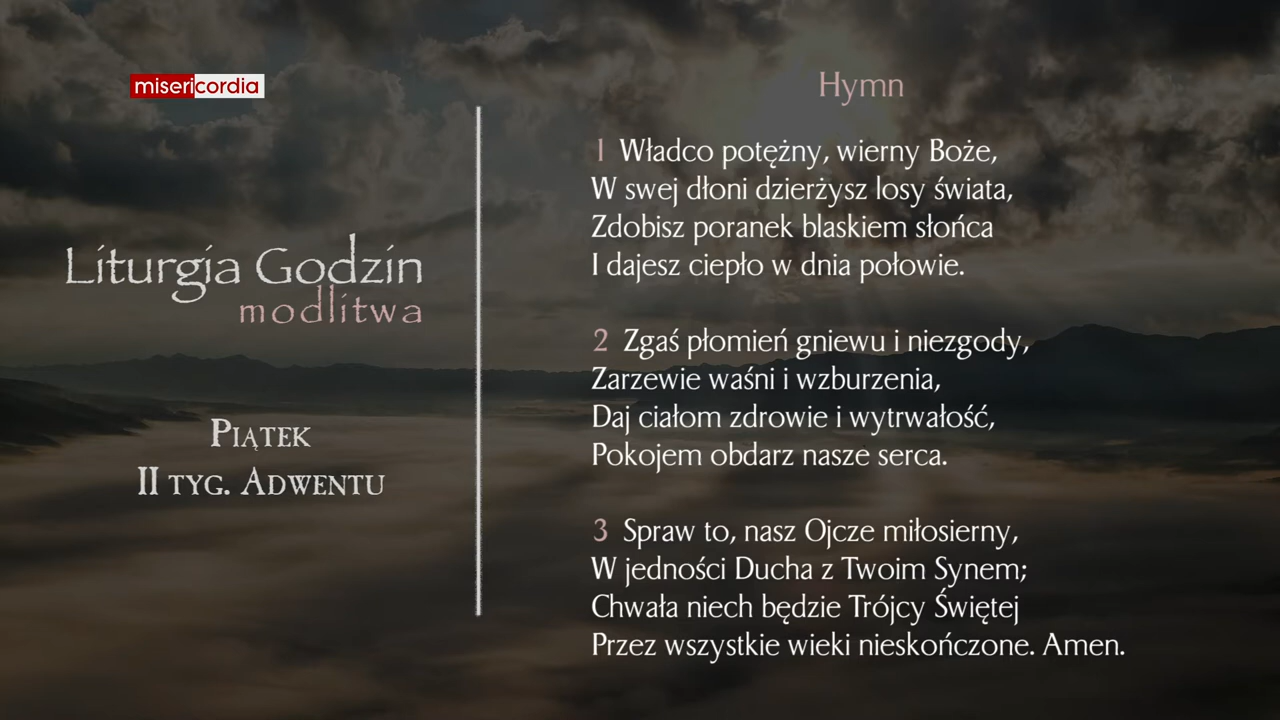 misericordia
Liturgia Godzin
modlitwa
Piątek
II tyg. Adwentu
Hymn
1 Władco potężny, wierny Boże,
W swej dłoni dzierżysz losy świata,
Zdobisz poranek blaskiem słońca
I dajesz ciepło w dnia połowie.
2 Zgaś płomień gniewu i niezgody,
Zarzewie waśni i wzburzenia,
Daj ciałom zdrowie i wytrwałość,
Pokojem obdarz nasze serca.
3 Spraw to, nasz Ojcze miłosierny,
W jedności Ducha z Twoim Synem;
Chwała niech będzie Trójcy Świętej
Przez wszystkie wieki nieskończone. Amen.